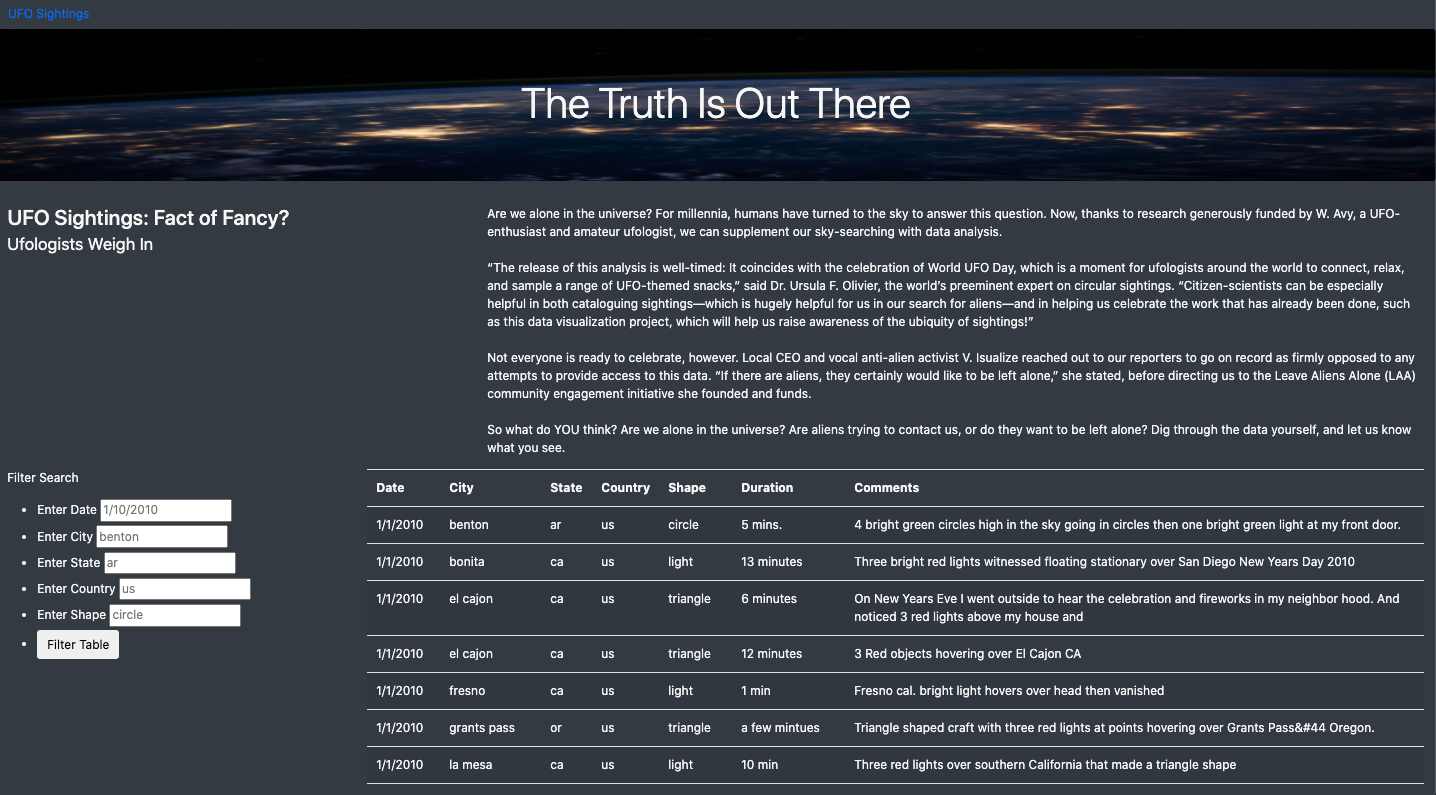 UFO Sightings
The Truth Is Out There
UFO Sightings: Fact of Fancy?
Ufologists Weigh In
Are we alone in the universe? For millennia, humans have turned to the sky to answer this question. Now, thanks to research generously funded by W. Avy, a UFO-
enthusiast and amateur ufologist, we can supplement our sky-searching with data analysis.
“The release of this analysis is well-timed: It coincides with the celebration of World UFO Day, which is a moment for ufologists around the world to connect, relax,
and sample a range of UFO-themed snacks,” said Dr. Ursula F. Olivier, the world’s preeminent expert on circular sightings. “Citizen-scientists can be especially
helpful in both cataloguing sightings—which is hugely helpful for us in our search for aliens—and in helping us celebrate the work that has already been done, such
as this data visualization project, which will help us raise awareness of the ubiquity of sightings!”
Not everyone is ready to celebrate, however. Local CEO and vocal anti-alien activist V. Isualize reached out to our reporters to go on record as firmly opposed to any
attempts to provide access to this data. “If there are aliens, they certainly would like to be left alone,” she stated, before directing us to the Leave Aliens Alone (LAA)
community engagement initiative she founded and funds.
So what do YOU think? Are we alone in the universe? Are aliens trying to contact us, or do they want to be left alone? Dig through the data yourself, and let us know
what you see.
Filter Search
Enter Date 1/10/2010
Enter City benton
Enter State ar
Enter Country us
Enter Shape circle
Filter Table
Date City State Country Shape Duration Comments
1/1/2010 benton ar us circle 5 mins. 4 bright green circles high in the sky going in circles then one bright green light at my front door.
1/1/2010 bonita ca us light 13 minutes Three bright red lights witnessed floating stationary over San Diego New Years Day 2010
1/1/2010 el cajon ca us triangle 6 minutes On New Years Eve I went outside to hear the celebration and fireworks in my neighbor hood. And
noticed 3 red lights above my house and
1/1/2010 el cajon ca us triangle 12 minutes 3 Red objects hovering over El Cajon CA
1/1/2010 fresno ca us light 1 min Fresno cal. bright light hovers over head then vanished
1/1/2010 grants pass or us triangle a few mintues Triangle shaped craft with three red lights at points hovering over Grants Pass&#44 Oregon.
1/1/2010 la mesa ca us light 10 min Three red lights over southern California that made a triangle shape